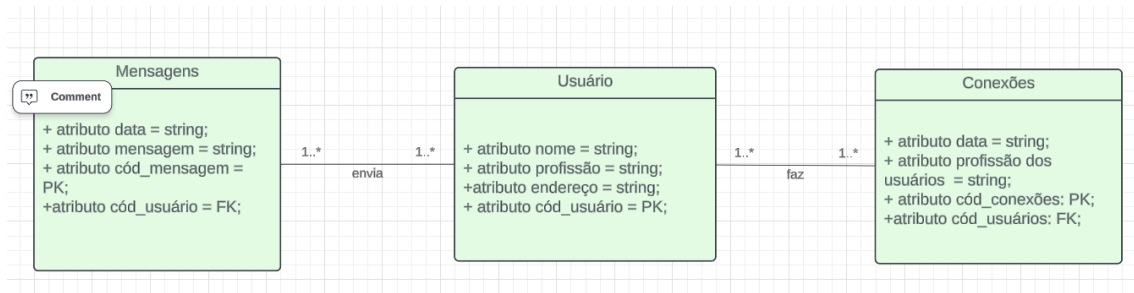 Mensagens
Comment
+ atributo data = string;
+ atributo mensagem = string;
+ atributo cód_mensagem =
PK;
+atributo cód_usuário = FK;
1..*
1..*
envia
Usuário
+ atributo nome = string;
+ atributo profissão = string;
+atributo endereço = string;
+ atributo cód_usuário = PK;
1..*
1..*
faz
Conexões
+ atributo data = string;
+ atributo profissão dos
usuários  = string;
+ atributo cód_conexões: PK;
+atributo cód_usuários: FK;